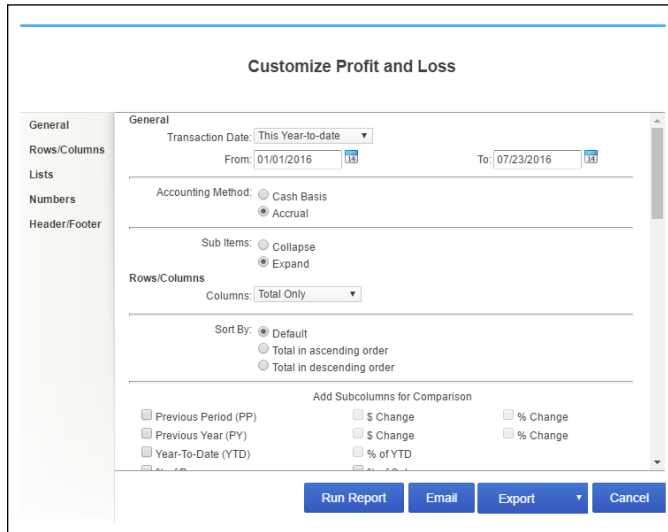 Customize Profit and Loss
General
Rows/Columns
Lists
Numbers
Header/Footer
General
Transaction Date: This Year-to-date
From: 01/01/2016 14 To: 07/23/2016 14
Accounting Method: Cash Basis
Accrual
Sub Items: Collapse
Expand
Rows/Columns
Columns: Total Only
Sort By: Default
Total in ascending order
Total in descending order
Add Subcolumns for Comparison
Previous Period (PP) $ Change % Change
Previous Year (PY) $ Change % Change
Year-To-Date (YTD) % of YTD
Run Report Email Export Cancel